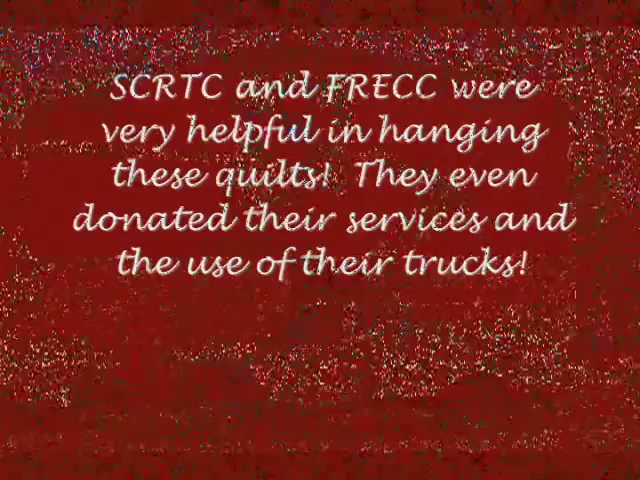 SCRTC and FRECC were
very helpful in hanging
these quilts! They even
donated their services and
the use of their trucks!